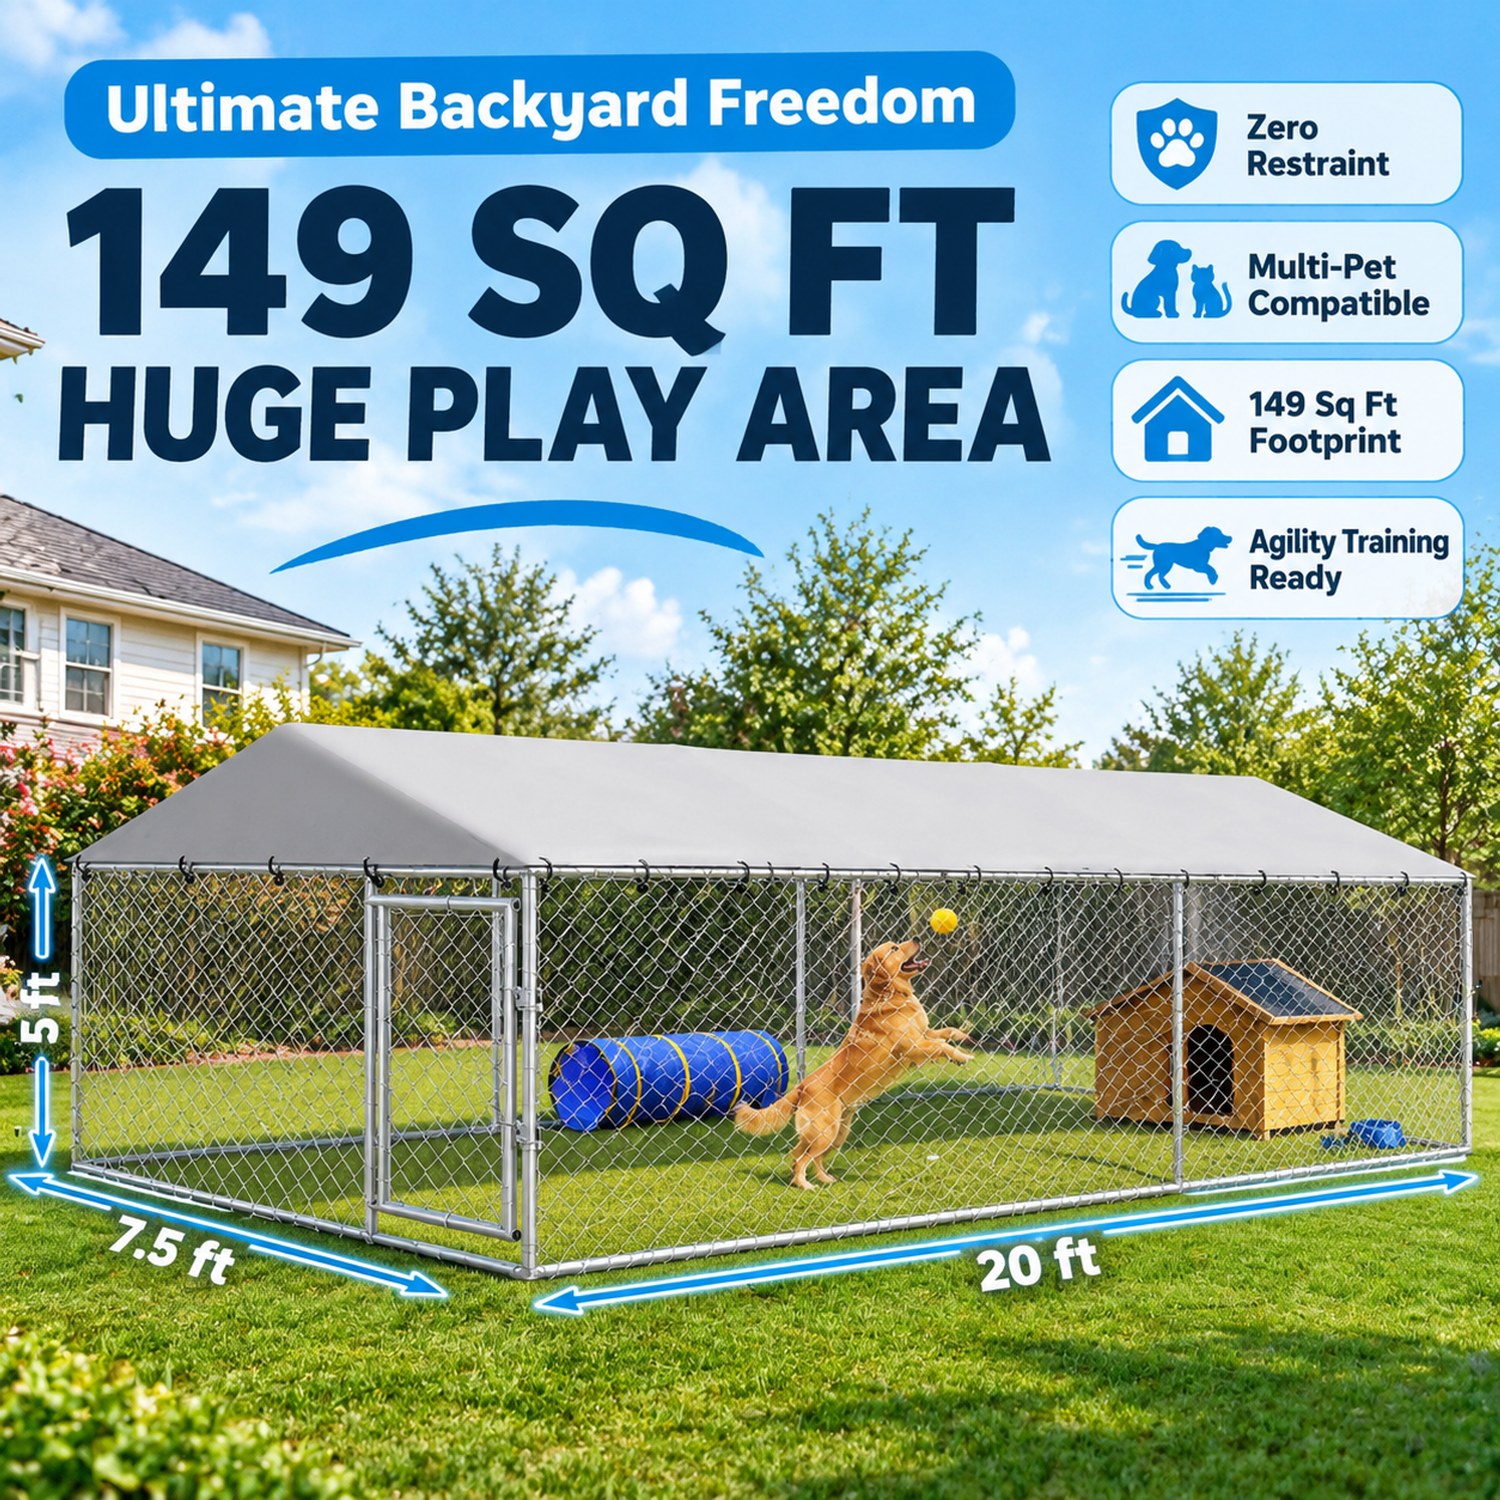 Ultimate Backyard Freedom
149 SQ FT
HUGE PLAY AREA
Zero
Restraint
Multi-Pet
Compatible
149 Sq Ft
Footprint
Agility Training
Ready
5 ft
7.5 ft
20 ft